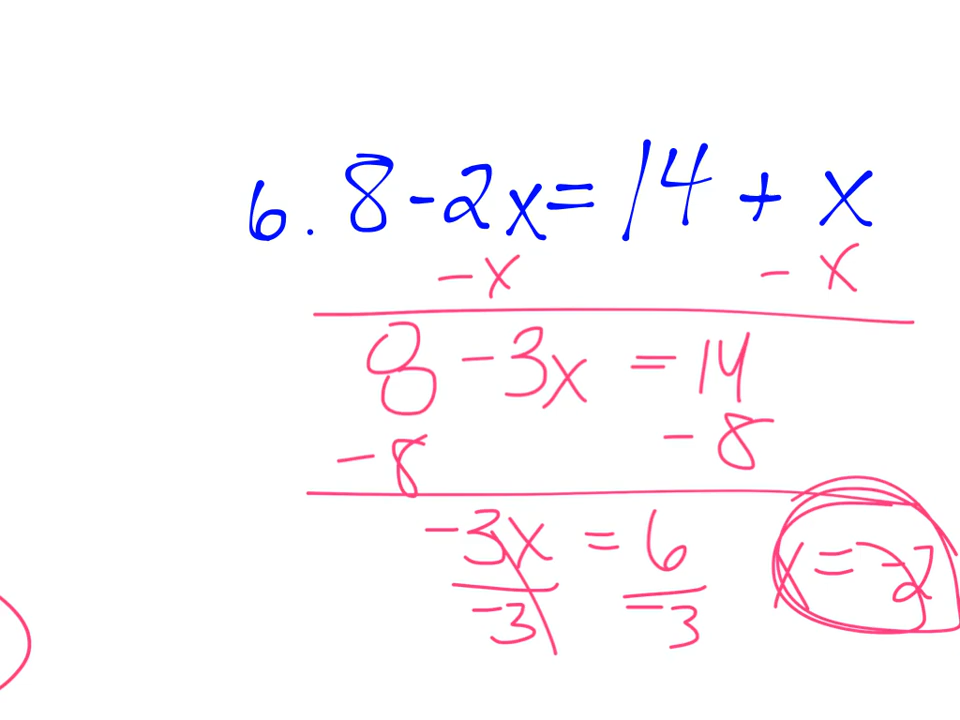 6. 8-2x=14+x
-x -x
8-3x=14
-8 -8
-3x=6
-3 -3
x=-2